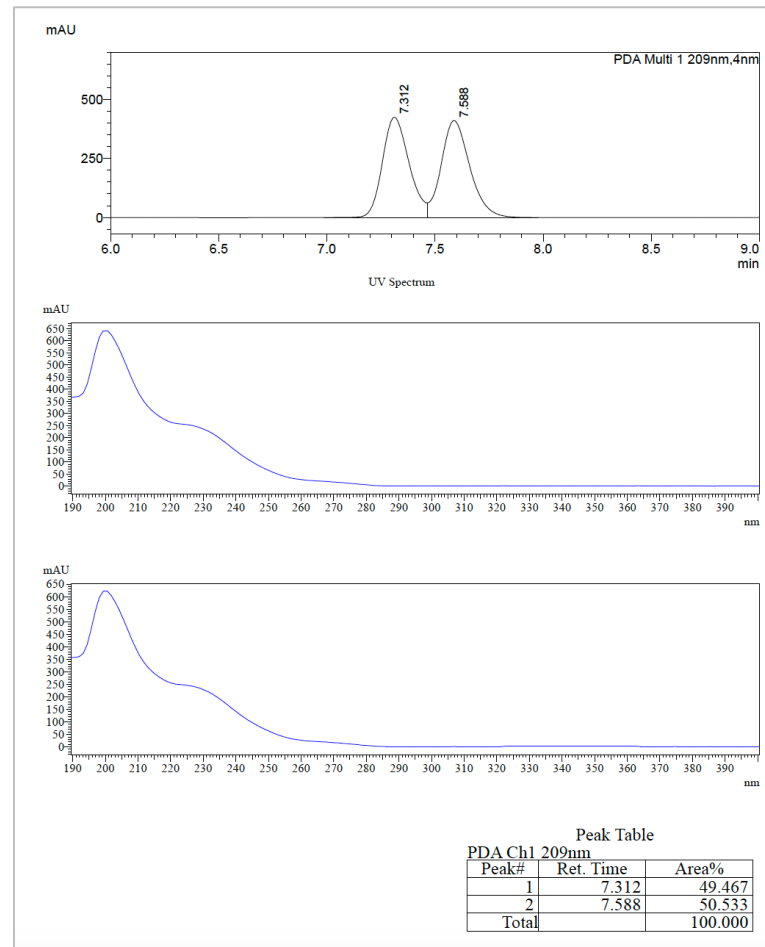 mAU
PDA Multi 1 209nm,4nm
7.312
7.588
500
250
0
6.0 6.5 7.0 7.5 8.0 8.5 9.0
min
UV Spectrum
mAU
650
600
550
500
450
400
350
300
250
200
150
100
50
0
190 200 210 220 230 240 250 260 270 280 290 300 310 320 330 340 350 360 370 380 390
nm
mAU
650
600
550
500
450
400
350
300
250
200
150
100
50
0
190 200 210 220 230 240 250 260 270 280 290 300 310 320 330 340 350 360 370 380 390
nm
Peak Table
PDA Ch1 209nm
Peak# Ret. Time Area%
1 7.312 49.467
2 7.588 50.533
Total 100.000